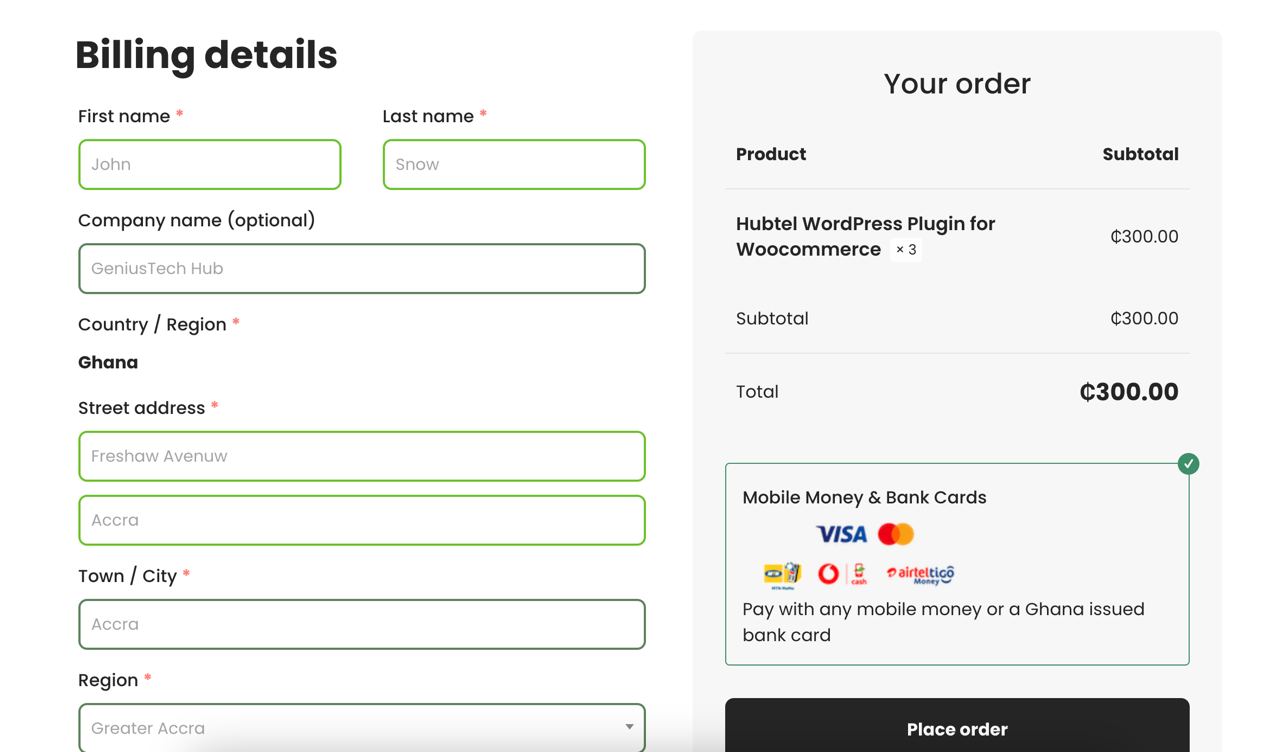 Billing details
First name *
Last name *
John
Snow
Company name (optional)
GeniusTech Hub
Country / Region *
Ghana
Street address *
Freshaw Avenuw
Accra
Town / City *
Accra
Region *
Greater Accra
Your order
Product Subtotal
Hubtel WordPress Plugin for
Woocommerce × 3
₵300.00
Subtotal ₵300.00
Total ₵300.00
Mobile Money & Bank Cards
VISA
cash
airteltigo
Money
Pay with any mobile money or a Ghana issued
bank card
Place order